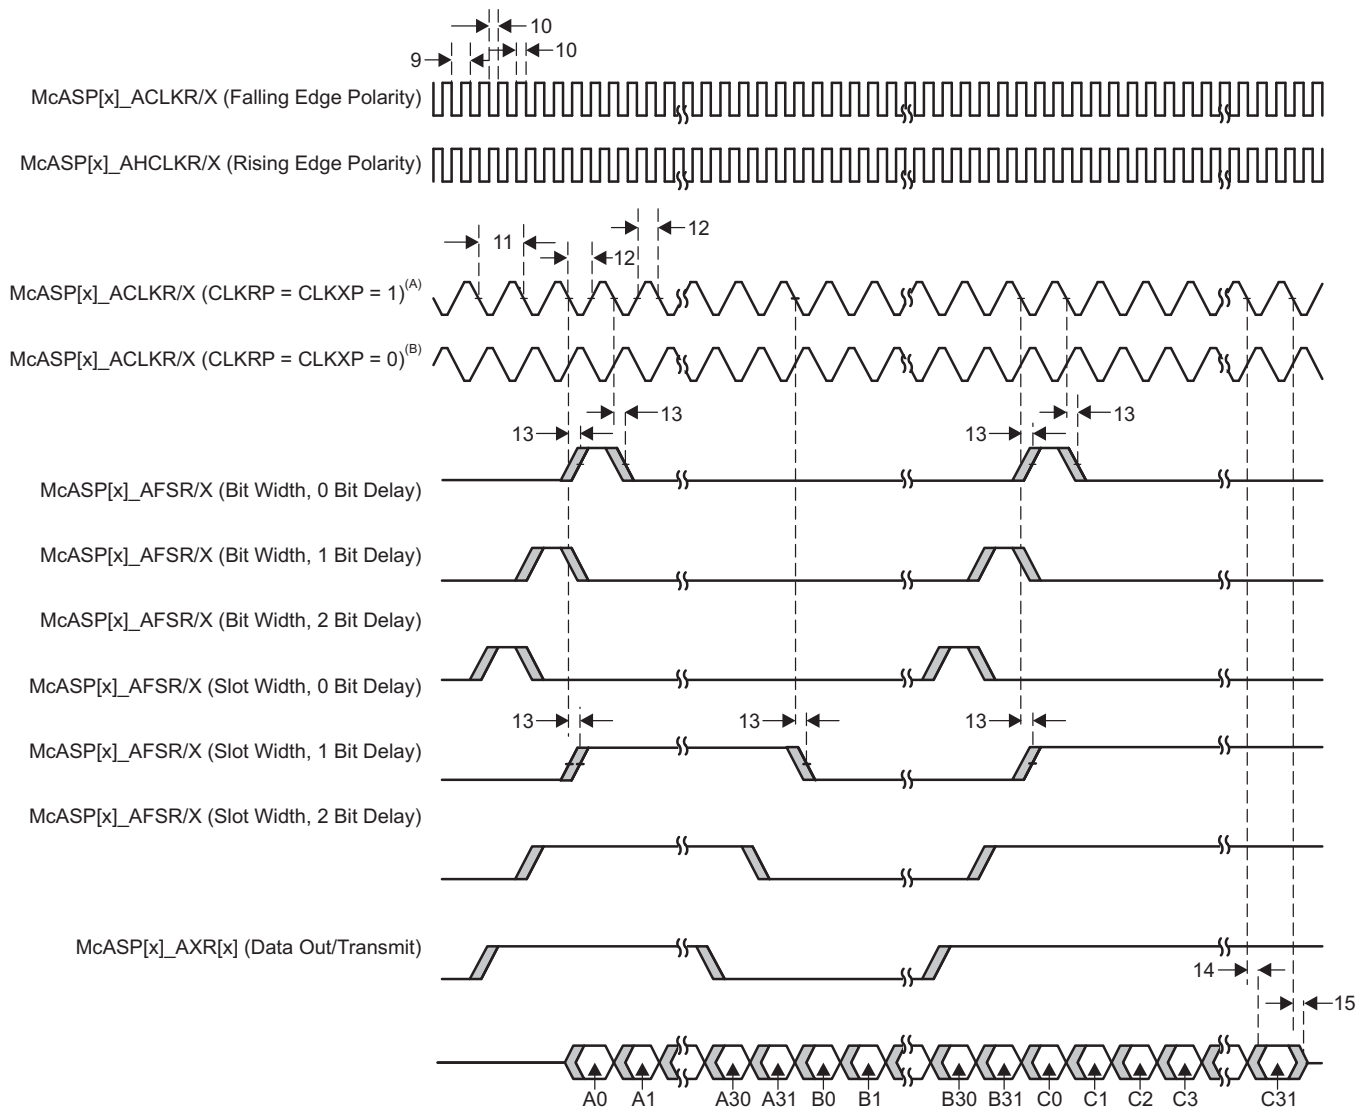 10
9
10
McASP[x]_ACLKR/X (Falling Edge Polarity)
McASP[x]_AHCLKR/X (Rising Edge Polarity)
12
11
12
McASP[x]_ACLKR/X (CLKRP = CLKXP = 1)(A)
McASP[x]_ACLKR/X (CLKRP = CLKXP = 0)(B)
13
13
13
13
McASP[x]_AFSR/X (Bit Width, 0 Bit Delay)
McASP[x]_AFSR/X (Bit Width, 1 Bit Delay)
McASP[x]_AFSR/X (Bit Width, 2 Bit Delay)
McASP[x]_AFSR/X (Slot Width, 0 Bit Delay)
13
13
13
McASP[x]_AFSR/X (Slot Width, 1 Bit Delay)
McASP[x]_AFSR/X (Slot Width, 2 Bit Delay)
McASP[x]_AXR[x] (Data Out/Transmit)
14
15
A0 A1 A30 A31 B0 B1 B30 B31 C0 C1 C2 C3 C31